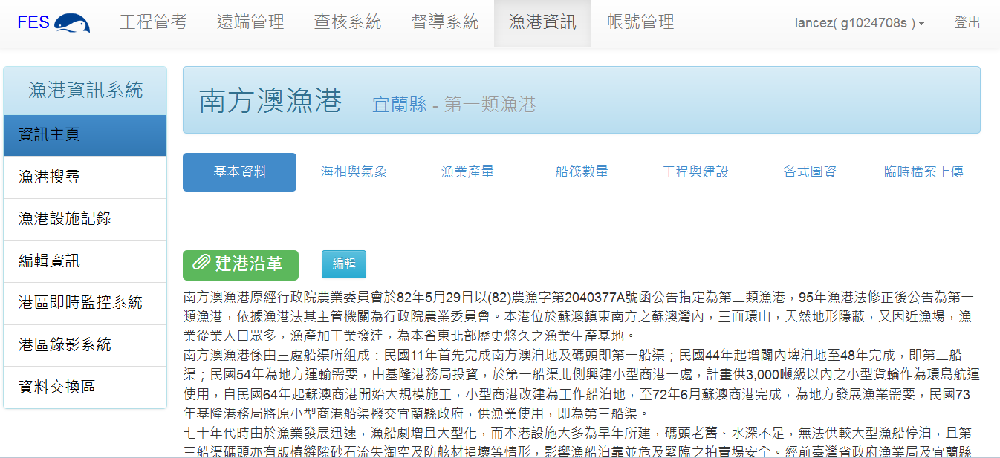 FES 工程管考 遠端管理 查核系統 督導系統 漁港資訊 帳號管理 lancez( g1024708s ) 登出
漁港資訊系統
資訊主頁
漁港搜尋
漁港設施記錄
編輯資訊
港區即時監控系統
港區錄影系統
資料交換區
南方澳漁港 宜蘭縣 - 第一類漁港
基本資料 海相與氣象 漁業產量 船筏數量 工程與建設 各式圖資 臨時檔案上傳
建港沿革 編輯
南方澳漁港原經行政院農業委員會於82年5月29日以(82)農漁字第2040377A號函公告指定為第二類漁港，95年漁港法修正後公告為第一
類漁港，依據漁港法其主管機關為行政院農業委員會。本港位於蘇澳鎮東南方之蘇澳灣內，三面環山，天然地形隱蔽，又因近漁場，漁
業從業人口眾多，漁產加工業發達，為本省東北部歷史悠久之漁業生產基地。
南方澳漁港係由三處船渠所組成：民國11年首先完成南方澳泊地及碼頭即第一船渠；民國44年起增闢內埤泊地至48年完成，即第二船
渠；民國54年為地方運輸需要，由基隆港務局投資，於第一船渠北側興建小型商港一處，計畫供3,000噸級以內之小型貨輪作為環島航運
使用，自民國64年起蘇澳商港開始大規模施工，小型商港改建為工作船泊地，至72年6月蘇澳商港完成，為地方發展漁業需要，民國73
年基隆港務局將原小型商港船渠撥交宜蘭縣政府，供漁業使用，即為第三船渠。
七十年代時由於漁業發展迅速，漁船劇增且大型化，而本港設施大多為早年所建，碼頭老舊、水深不足，無法供較大型漁船停泊，且第
三船渠碼頭亦有版樁縫隙砂石流失淘空及防舷材損壞等情形，影響漁船泊靠並危及緊臨之拍賣場安全。經前臺灣省政府漁業局及宜蘭縣